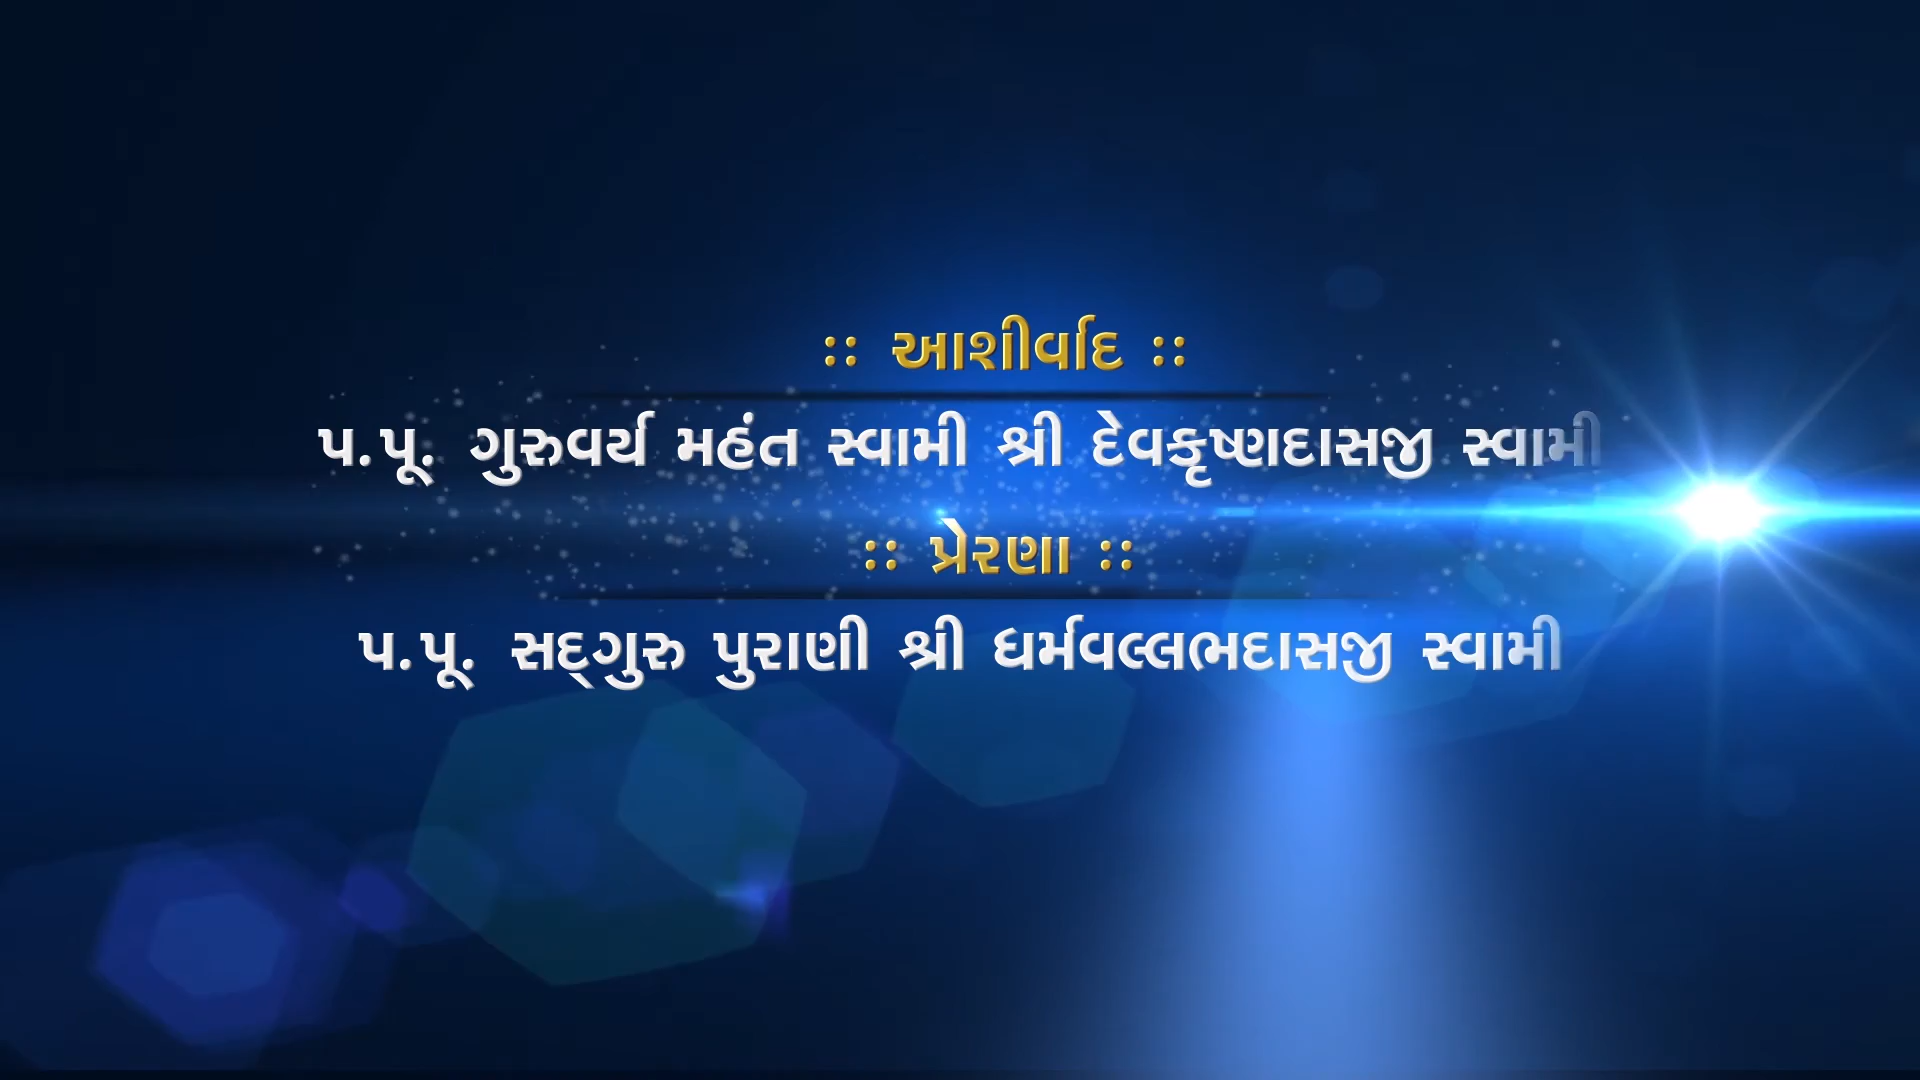 :: આશીર્વાદ ::
પ.પૂ. ગુરુવર્ય મહંત સ્વામી શ્રી દેવકૃષ્ણદાસજી સ્વામી
:: પ્રેરણા ::
પ.પૂ. સદ્‌ગુરુ પુરાણી શ્રી ધર્મવલ્લભદાસજી સ્વામી